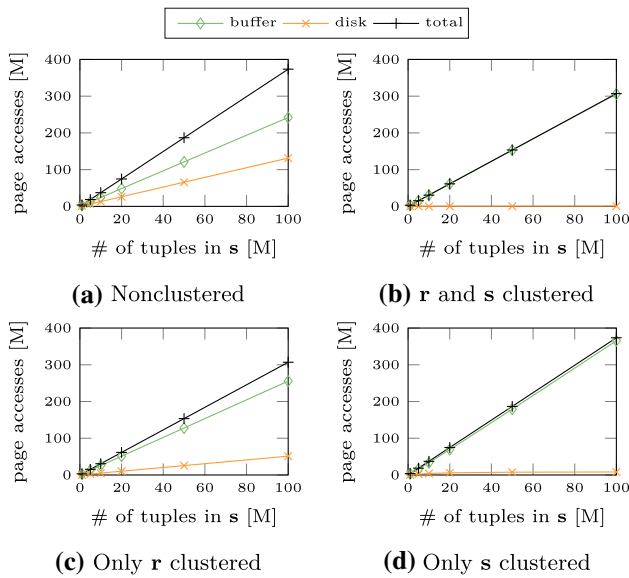 buffer disk total
page accesses [M]
400
300
200
100
0
0 20 40 60 80 100
# of tuples in s [M]
(a) Nonclustered
page accesses [M]
400
300
200
100
0
0 20 40 60 80 100
# of tuples in s [M]
(b) r and s clustered
page accesses [M]
400
300
200
100
0
0 20 40 60 80 100
# of tuples in s [M]
(c) Only r clustered
page accesses [M]
400
300
200
100
0
0 20 40 60 80 100
# of tuples in s [M]
(d) Only s clustered